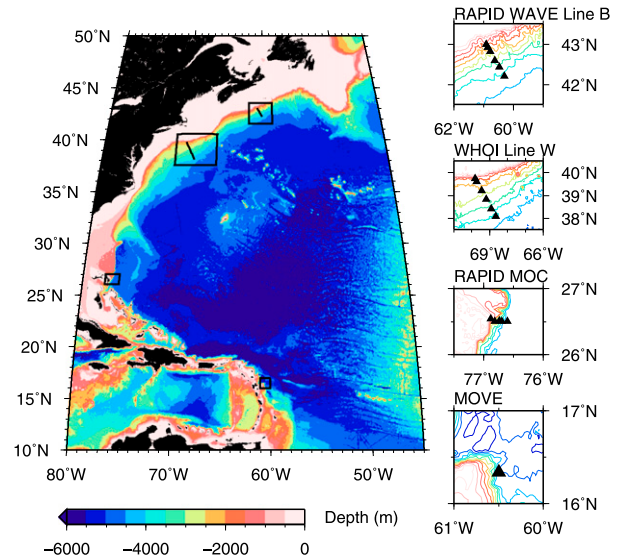 50°N
45°N
40°N
35°N
30°N
25°N
20°N
15°N
10°N
80°W 70°W 60°W 50°W
Depth (m)
−6000 −4000 −2000 0
RAPID WAVE Line B
43°N
42°N
62°W 60°W
WHOI Line W
40°N
39°N
38°N
69°W 66°W
RAPID MOC
27°N
26°N
77°W 76°W
MOVE
17°N
16°N
61°W 60°W